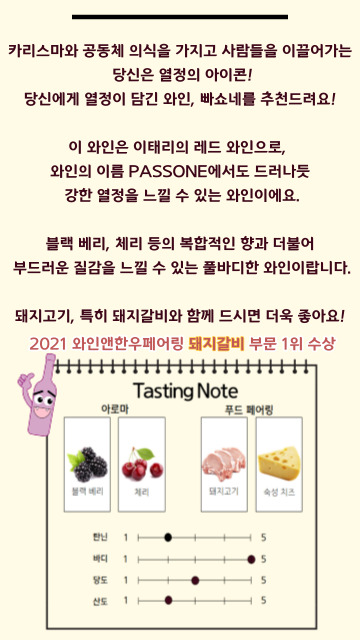 카리스마와 공동체 의식을 가지고 사람들을 이끌어가는
당신은 열정의 아이콘!
당신에게 열정이 담긴 와인, 빠쇼네를 추천드려요!
이 와인은 이태리의 레드 와인으로,
와인의 이름 PASSONE에서도 드러나듯
강한 열정을 느낄 수 있는 와인이에요.
블랙 베리, 체리 등의 복합적인 향과 더불어
부드러운 질감을 느낄 수 있는 풀바디한 와인이랍니다.
돼지고기, 특히 돼지갈비와 함께 드시면 더욱 좋아요!
2021 와인앤한우페어링 돼지갈비 부문 1위 수상
Tasting Note
아로마 푸드 페어링
블랙 베리 체리 돼지고기 숙성 치즈
탄닌 1 5
바디 1 5
당도 1 5
산도 1 5